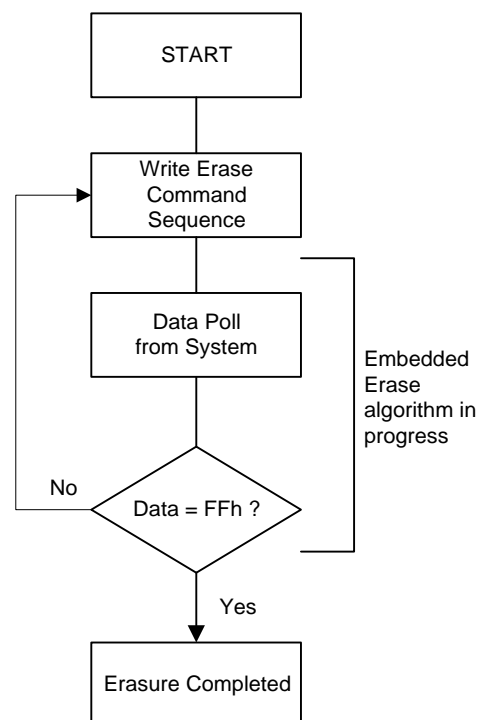 START
Write Erase
Command
Sequence
Data Poll
from System
Embedded
Erase
algorithm in
progress
No
Data = FFh ?
Yes
Erasure Completed